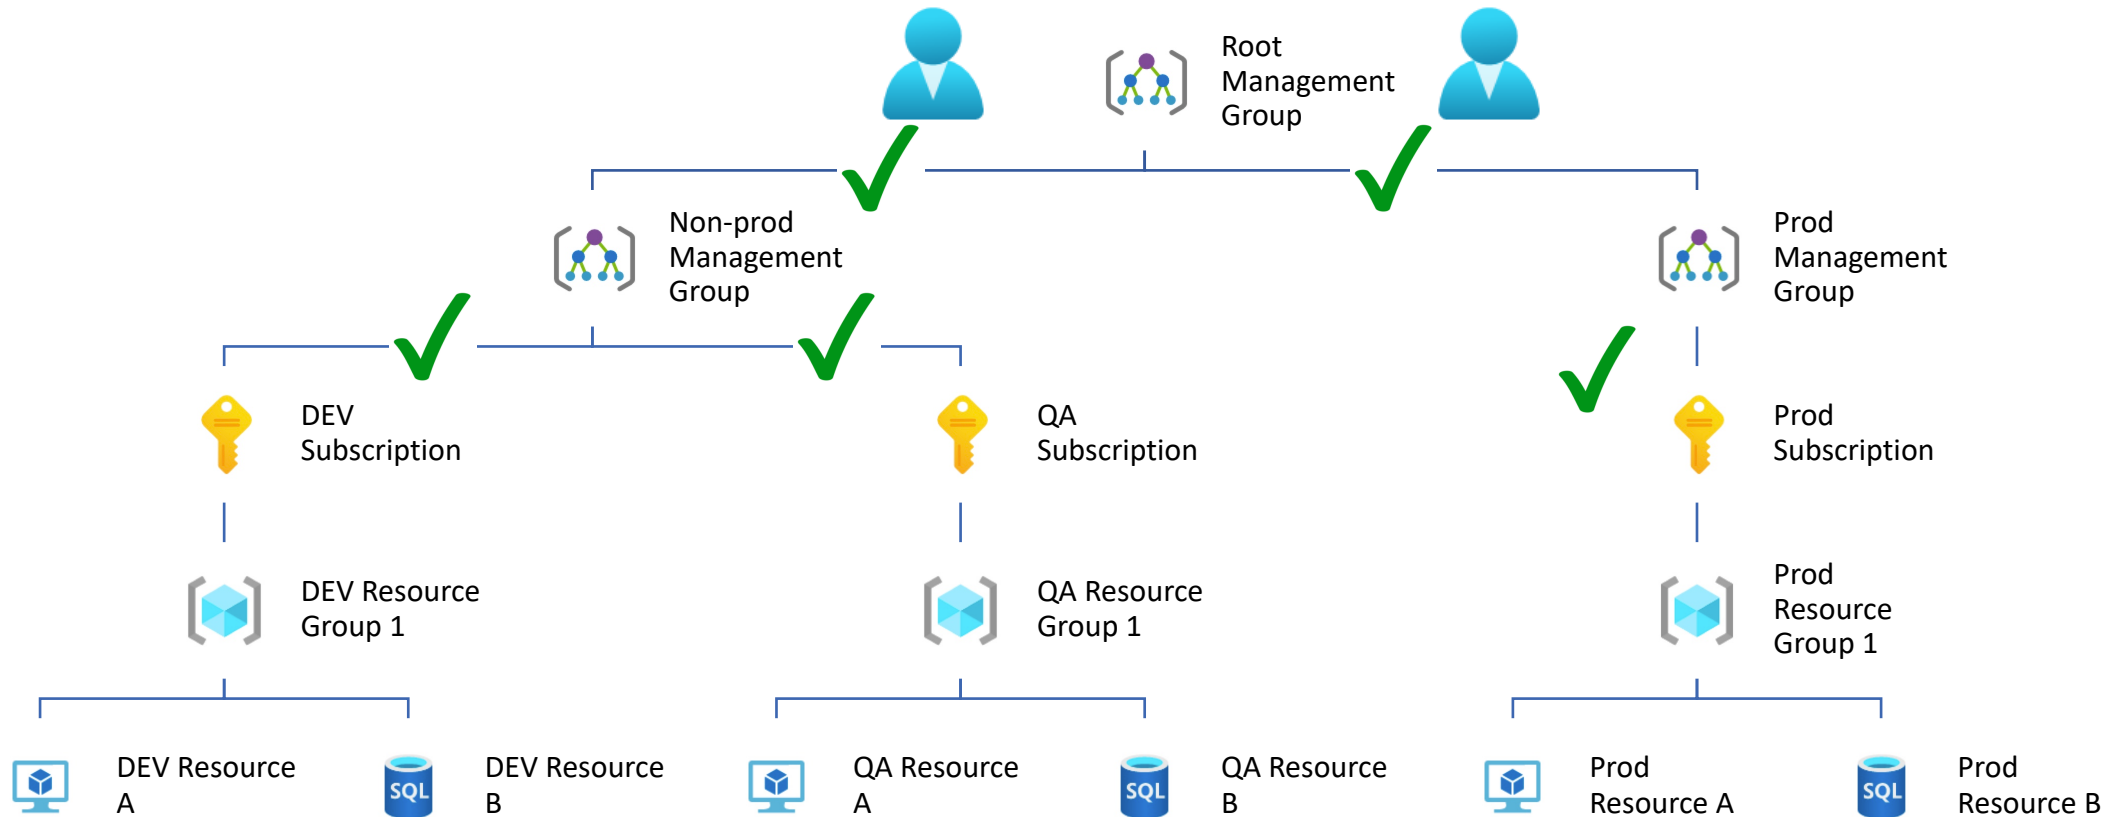 Root
Management
Group
Non-prod
Management
Group
Prod
Management
Group
DEV
Subscription
QA
Subscription
Prod
Subscription
DEV Resource
Group 1
QA Resource
Group 1
Prod
Resource
Group 1
DEV Resource
A
SQL
DEV Resource
B
QA Resource
A
SQL
QA Resource
B
Prod
Resource A
SQL
Prod
Resource B